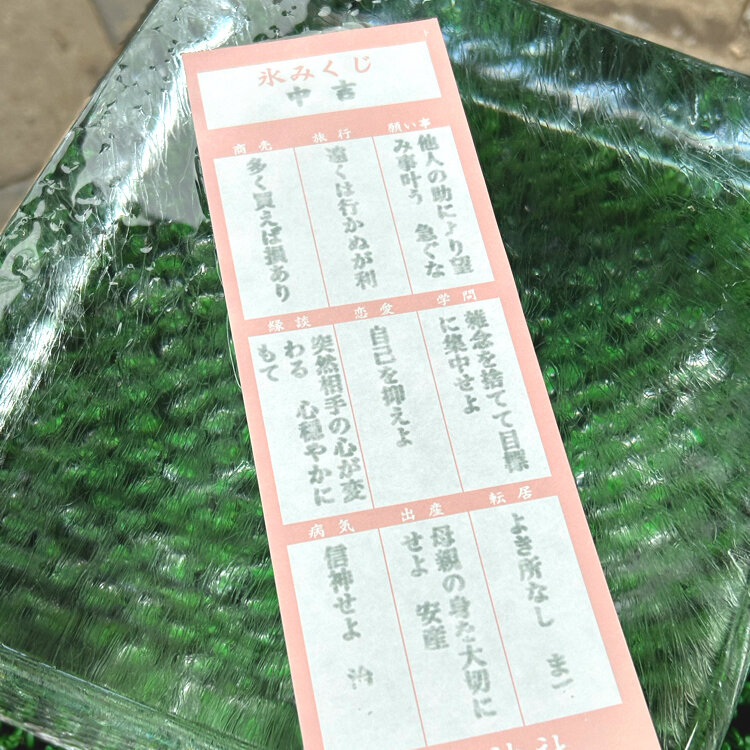 氷みくじ
中吉
願い事
他人の助により望
み事叶う 急ぐな
旅行
遠くは行かぬが利
商売
多く買えば損あり
学問
雑念を捨てて目標
に集中せよ
恋愛
自己を抑えよ
縁談
突然相手の心が変
わる 心穏やかに
もて
転居
よき所なし ま
出産
母親の身を大切に
せよ 安産
病気
信神せよ 治